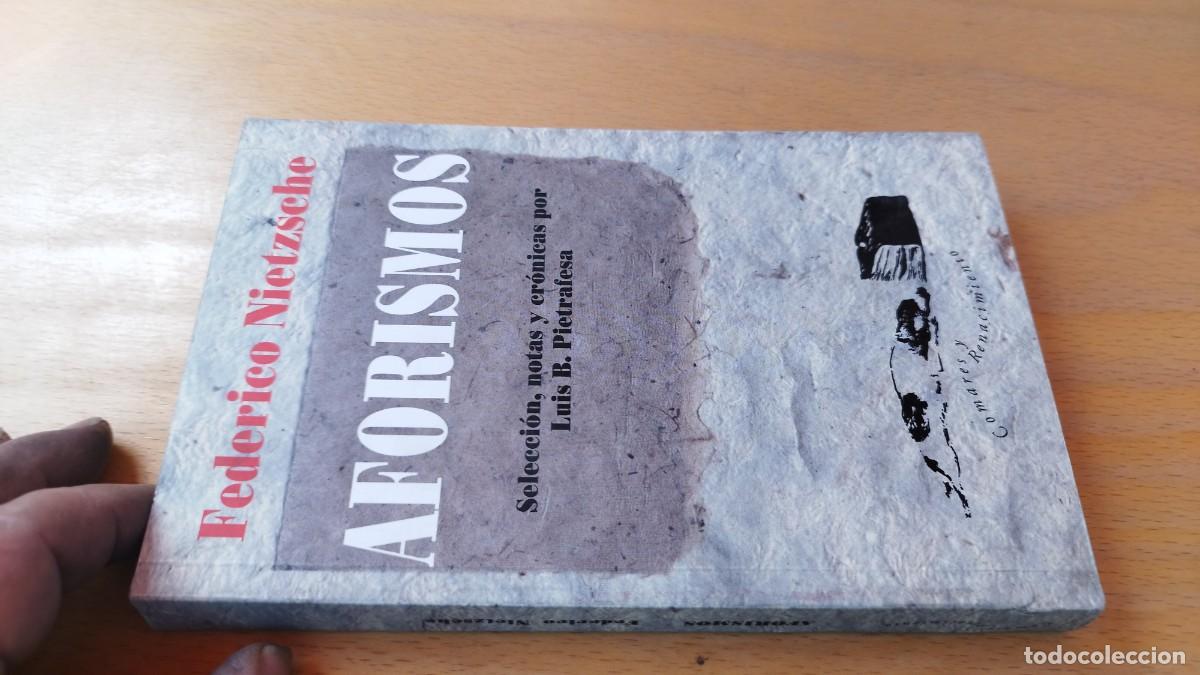 Federico Nietzsche
AFORISMOS
Selección, notas y crónicas por
Luis B. Pietrafesa
Comares y
Renacimiento
Federico Nietzsche
AFORISMOS
todocoleccion